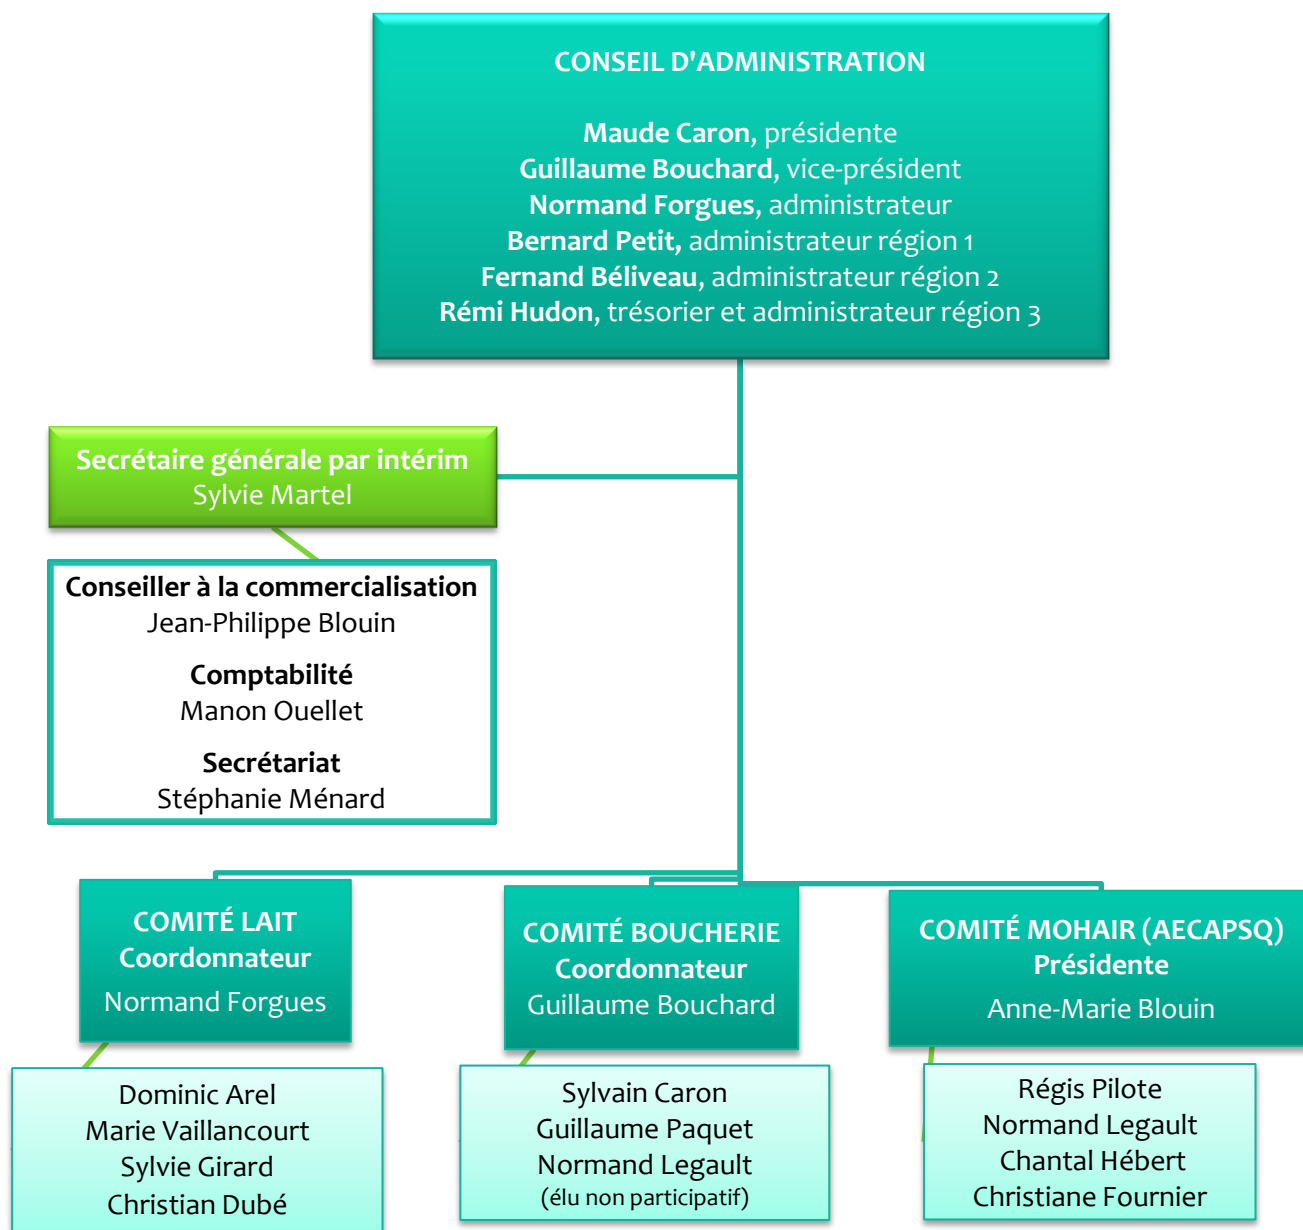 CONSEIL D'ADMINISTRATION
Maude Caron, présidente
Guillaume Bouchard, vice-président
Normand Forgues, administrateur
Bernard Petit, administrateur région 1
Fernand Béliveau, administrateur région 2
Rémi Hudon, trésorier et administrateur région 3
Secrétaire générale par intérim
Sylvie Martel
Conseiller à la commercialisation
Jean-Philippe Blouin
Comptabilité
Manon Ouellet
Secrétariat
Stéphanie Ménard
COMITÉ LAIT
Coordonnateur
Normand Forgues
Dominic Arel
Marie Vaillancourt
Sylvie Girard
Christian Dubé
COMITÉ BOUCHERIE
Coordonnateur
Guillaume Bouchard
Sylvain Caron
Guillaume Paquet
Normand Legault
(élu non participatif)
COMITÉ MOHAIR (AECAPSQ)
Présidente
Anne-Marie Blouin
Régis Pilote
Normand Legault
Chantal Hébert
Christiane Fournier